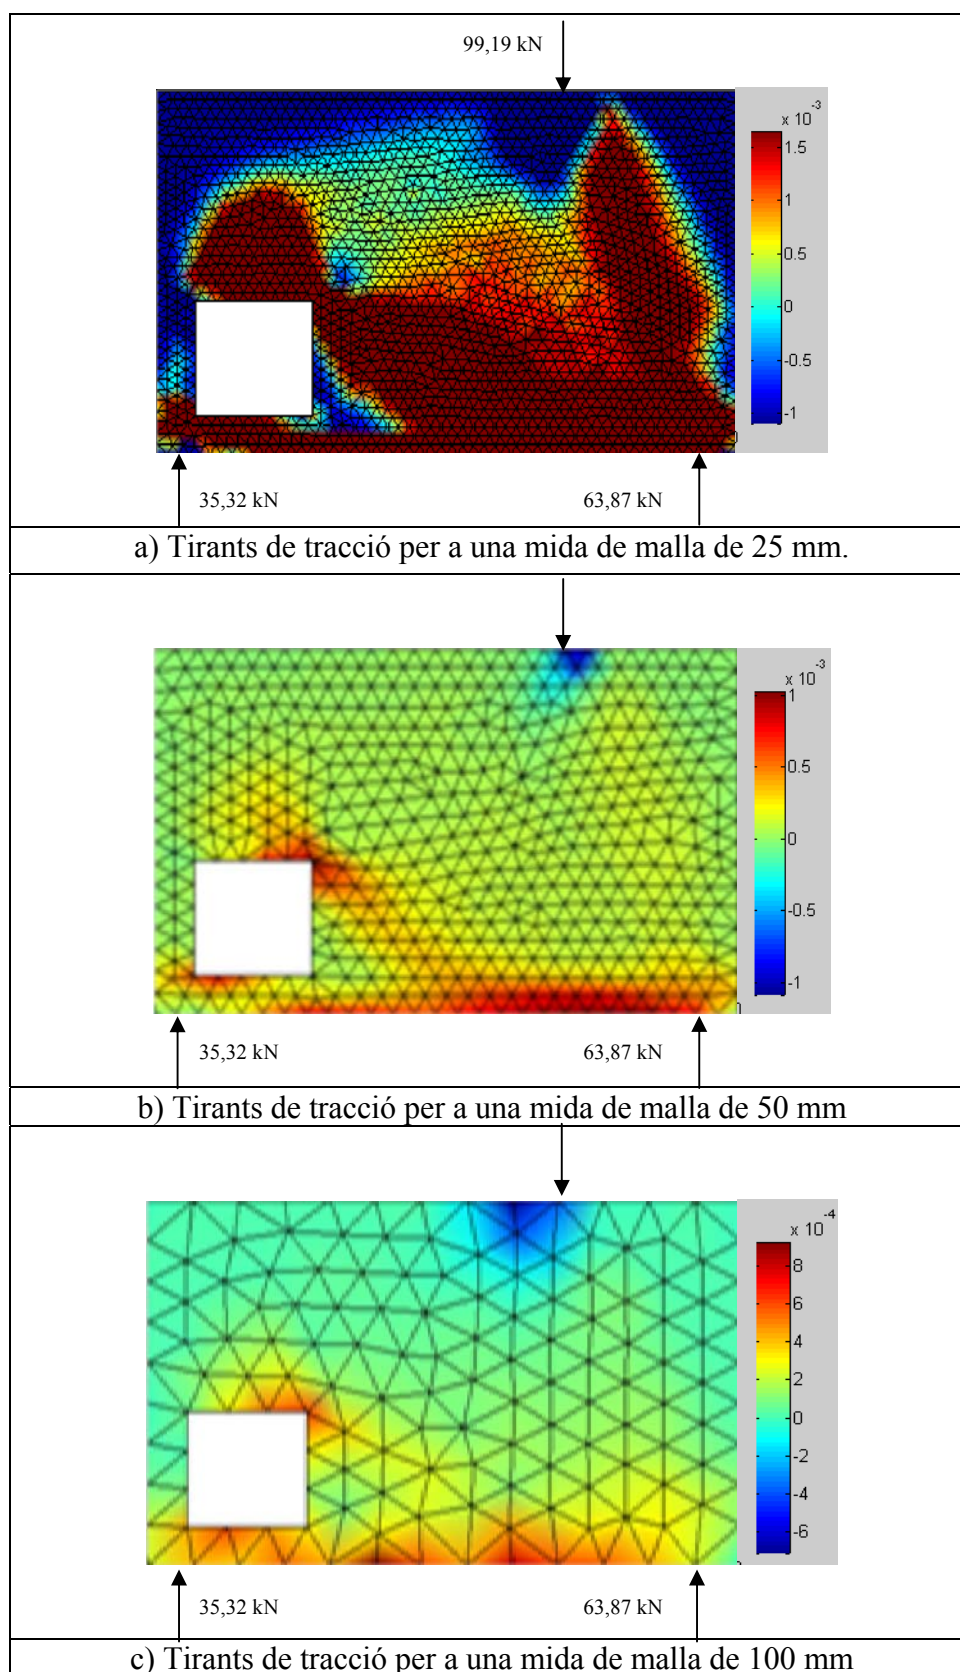 99,19 kN
x 10
-3
1.5
1
0.5
0
-0.5
-1
35,32 kN
63,87 kN
a) Tirants de tracció per a una mida de malla de 25 mm.
x 10
-3
1
0.5
0
-0.5
-1
35,32 kN
63,87 kN
b) Tirants de tracció per a una mida de malla de 50 mm
x 10
-4
8
6
4
2
0
-2
-4
-6
35,32 kN
63,87 kN
c) Tirants de tracció per a una mida de malla de 100 mm